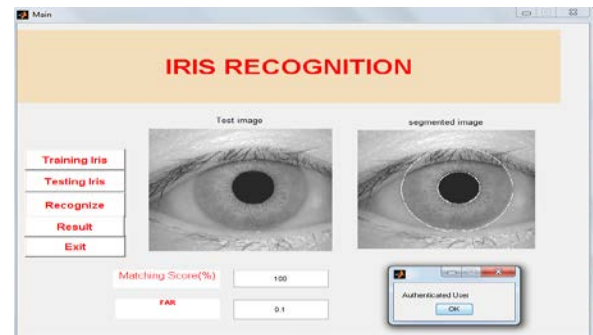 Main
IRIS RECOGNITION
Test image
segmented image
Training Iris
Testing Iris
Recognize
Result
Exit
Matching Score(%)
100
FAR
0.1
Authenticated User
OK